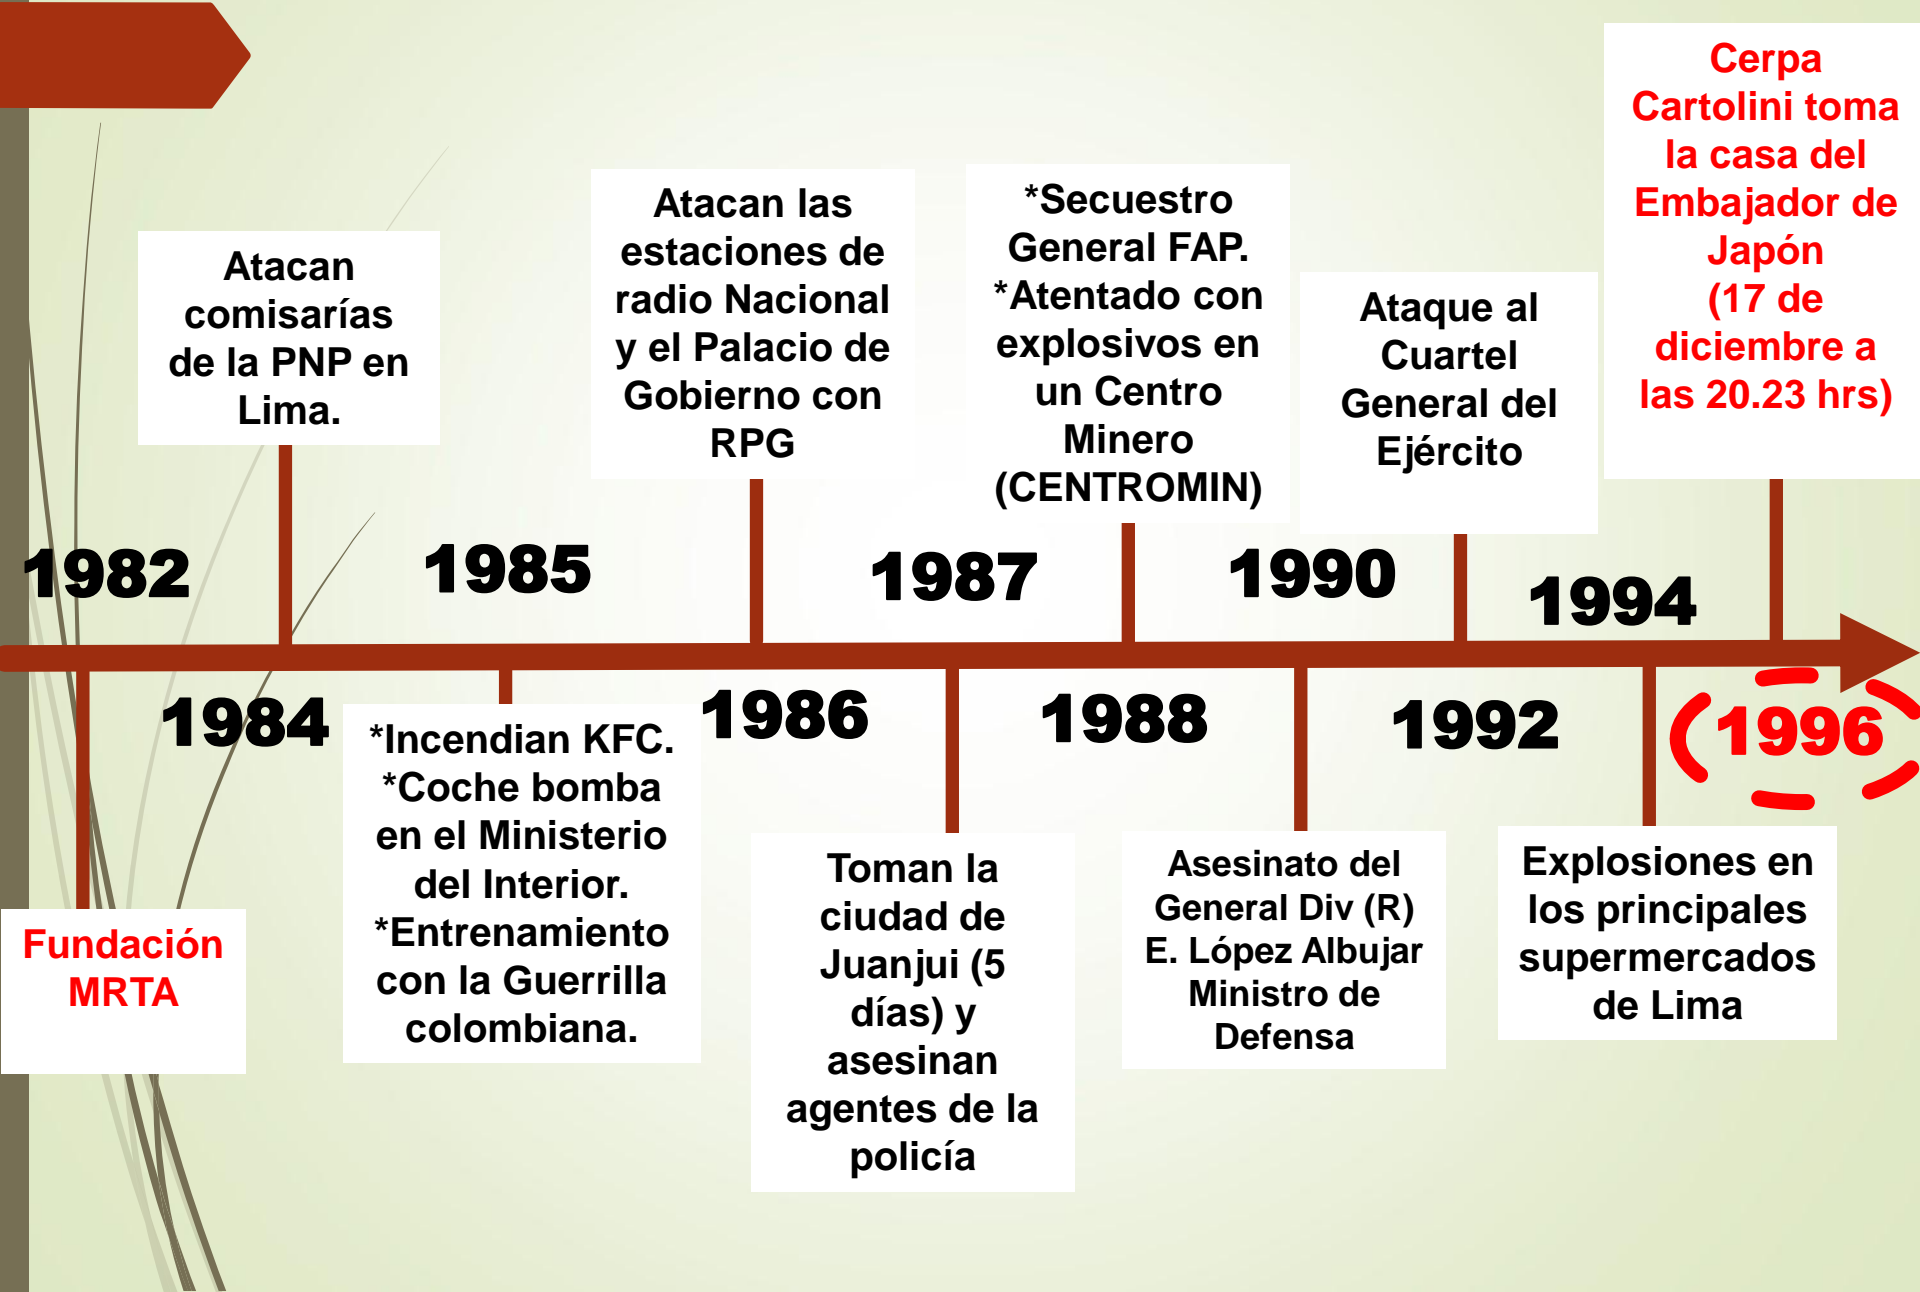 1982
Fundación
MRTA
1984
Atacan
comisarías
de la PNP en
Lima.
1985
*Incendian KFC.
*Coche bomba
en el Ministerio
del Interior.
*Entrenamiento
con la Guerrilla
colombiana.
1986
Atacan las
estaciones de
radio Nacional
y el Palacio de
Gobierno con
RPG
1987
Toman la
ciudad de
Juanjui (5
días) y
asesinan
agentes de la
policía
1988
*Secuestro
General FAP.
*Atentado con
explosivos en
un Centro
Minero
(CENTROMIN)
1990
Asesinato del
General Div (R)
E. López Albujar
Ministro de
Defensa
1992
Ataque al
Cuartel
General del
Ejército
1994
Explosiones en
los principales
supermercados
de Lima
1996
Cerpa
Cartolini toma
la casa del
Embajador de
Japón
(17 de
diciembre a
las 20.23 hrs)